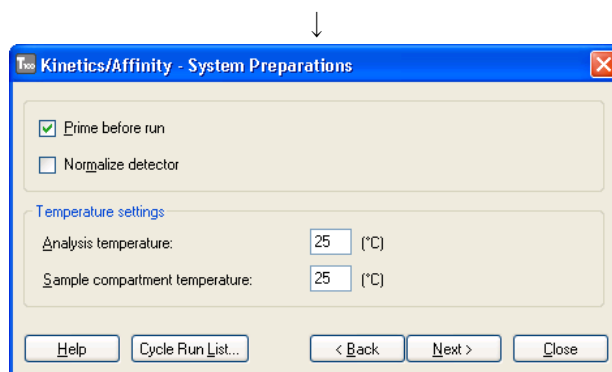 ↓
T100 Kinetics/Affinity - System Preparations
Prime before run
Normalize detector
Temperature settings
Analysis temperature: 25 (°C)
Sample compartment temperature: 25 (°C)
Help Cycle Run List... < Back Next > Close